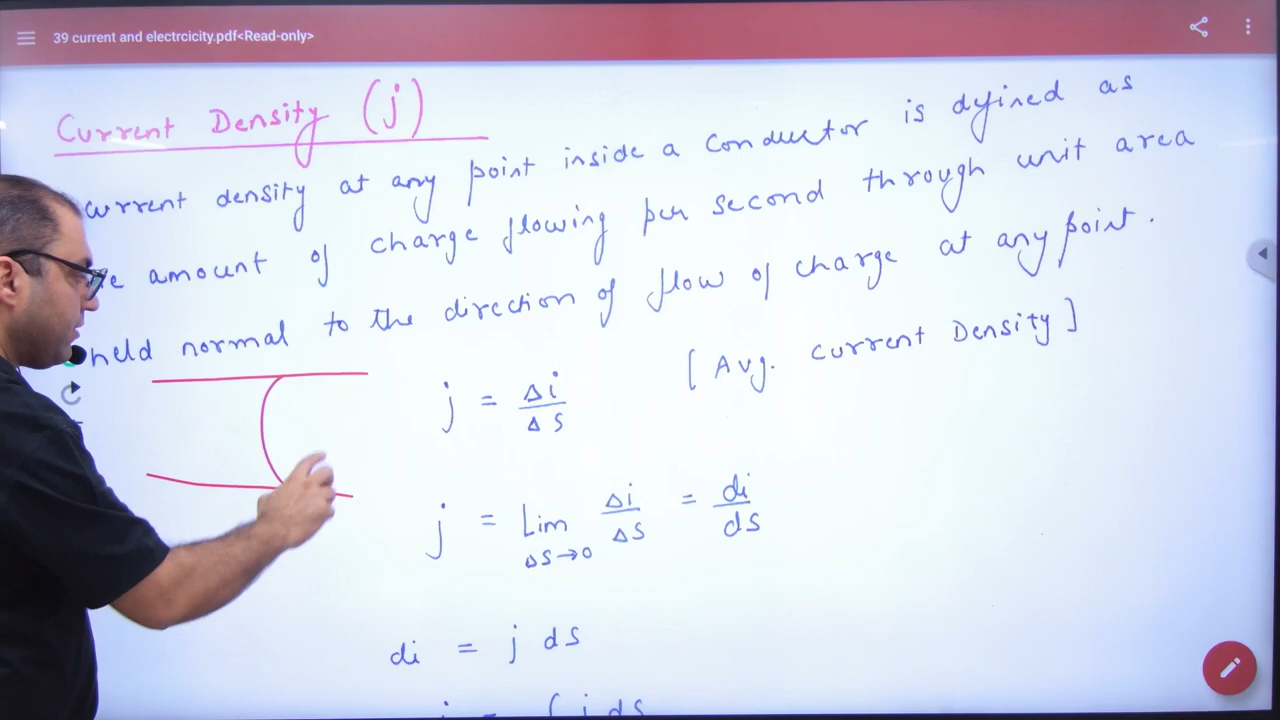 39 current and electrcicity.pdf<Read-only>
Current Density (j)
current density at any point inside a conductor is defined as
amount of charge flowing per second through unit area
held normal to the direction of flow of charge at any point.
j = Δi/ΔS [Avg. current Density]
j = Lim ΔS→0 Δi/ΔS = di/ds
di = j ds